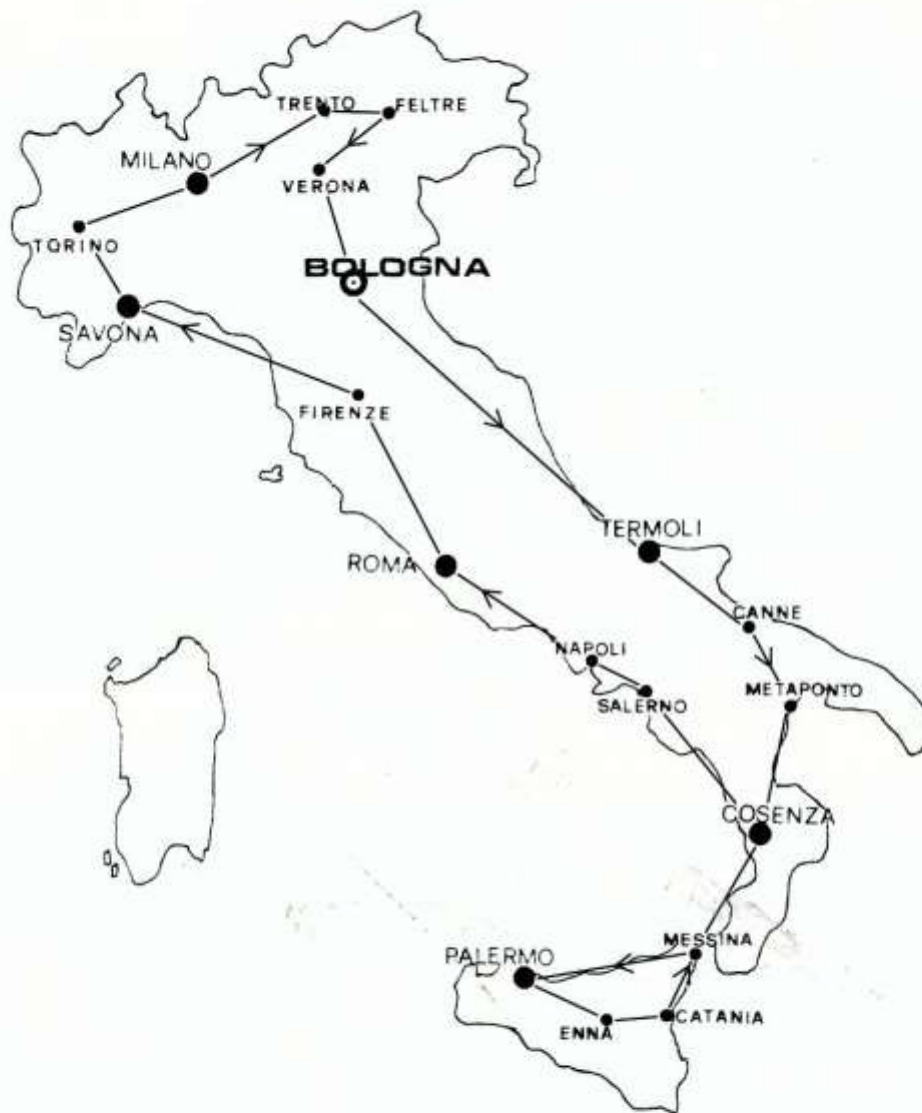 TRENTO
FELTRE
MILANO
VERONA
TORINO
BOLOGNA
SAVONA
FIRENZE
TERMOLI
ROMA
CANNE
NAPOLI
METAPONTO
SALERNO
COSENZA
MESSINA
PALERMO
ENNA
CATANIA